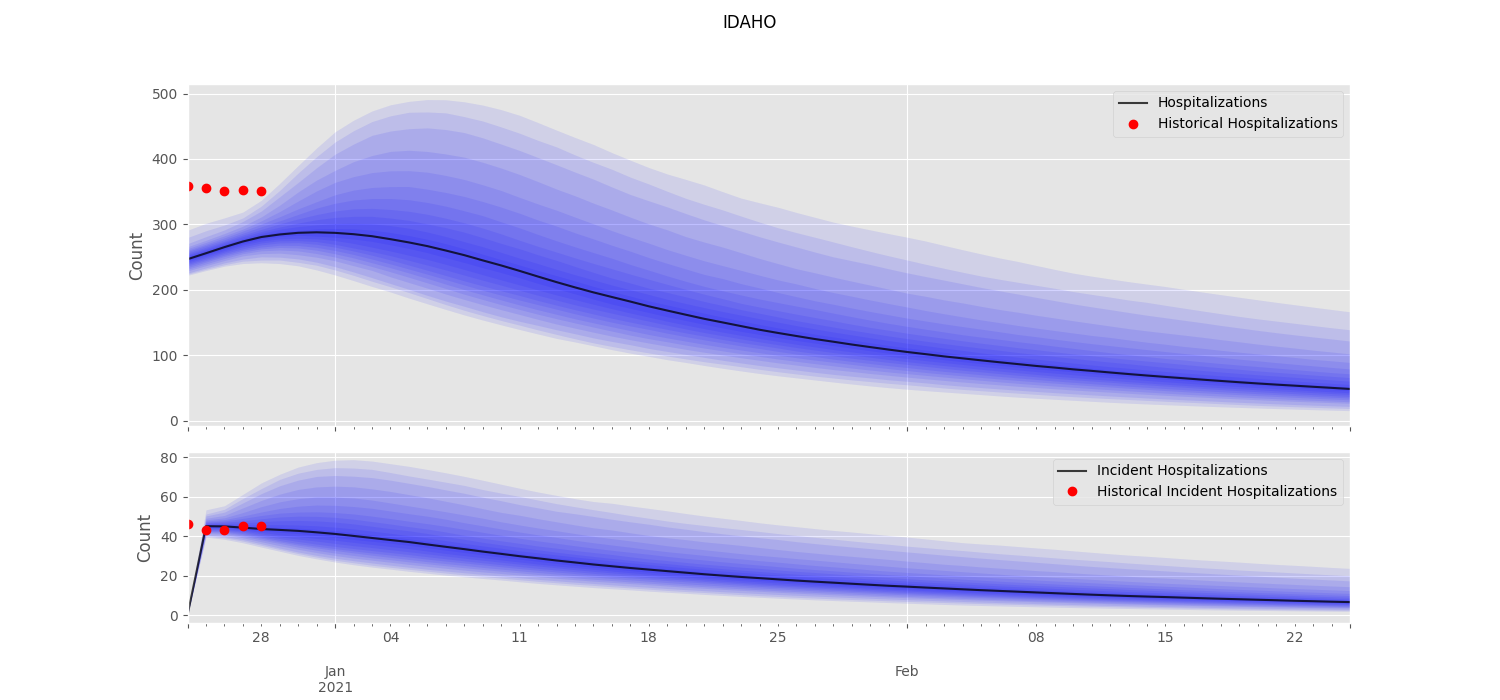 IDAHO
500
400
300
200
100
0
Count
Hospitalizations
Historical Hospitalizations
80
60
40
20
0
Count
Incident Hospitalizations
Historical Incident Hospitalizations
28 04 11 18 25 08 15 22
Jan Feb
2021